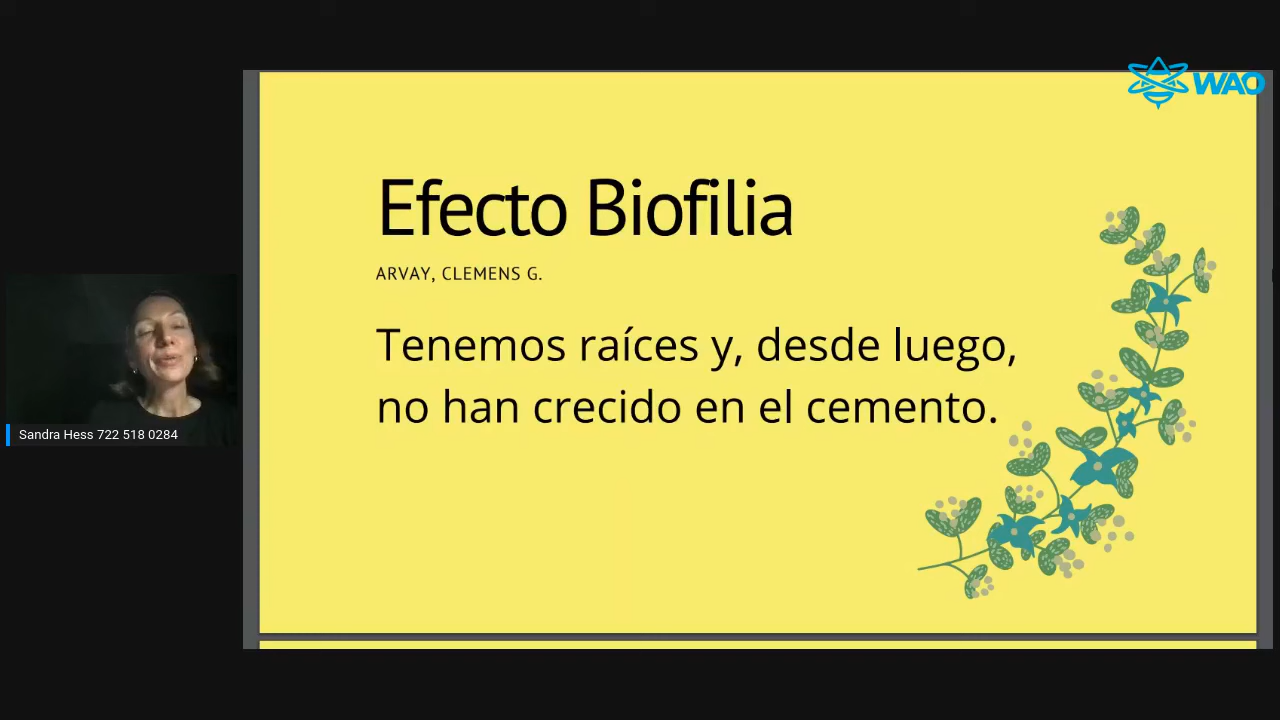 WAO
Efecto Biofilia
ARVAY, CLEMENS G.
Tenemos raíces y, desde luego,
no han crecido en el cemento.
Sandra Hess 722 518 0284